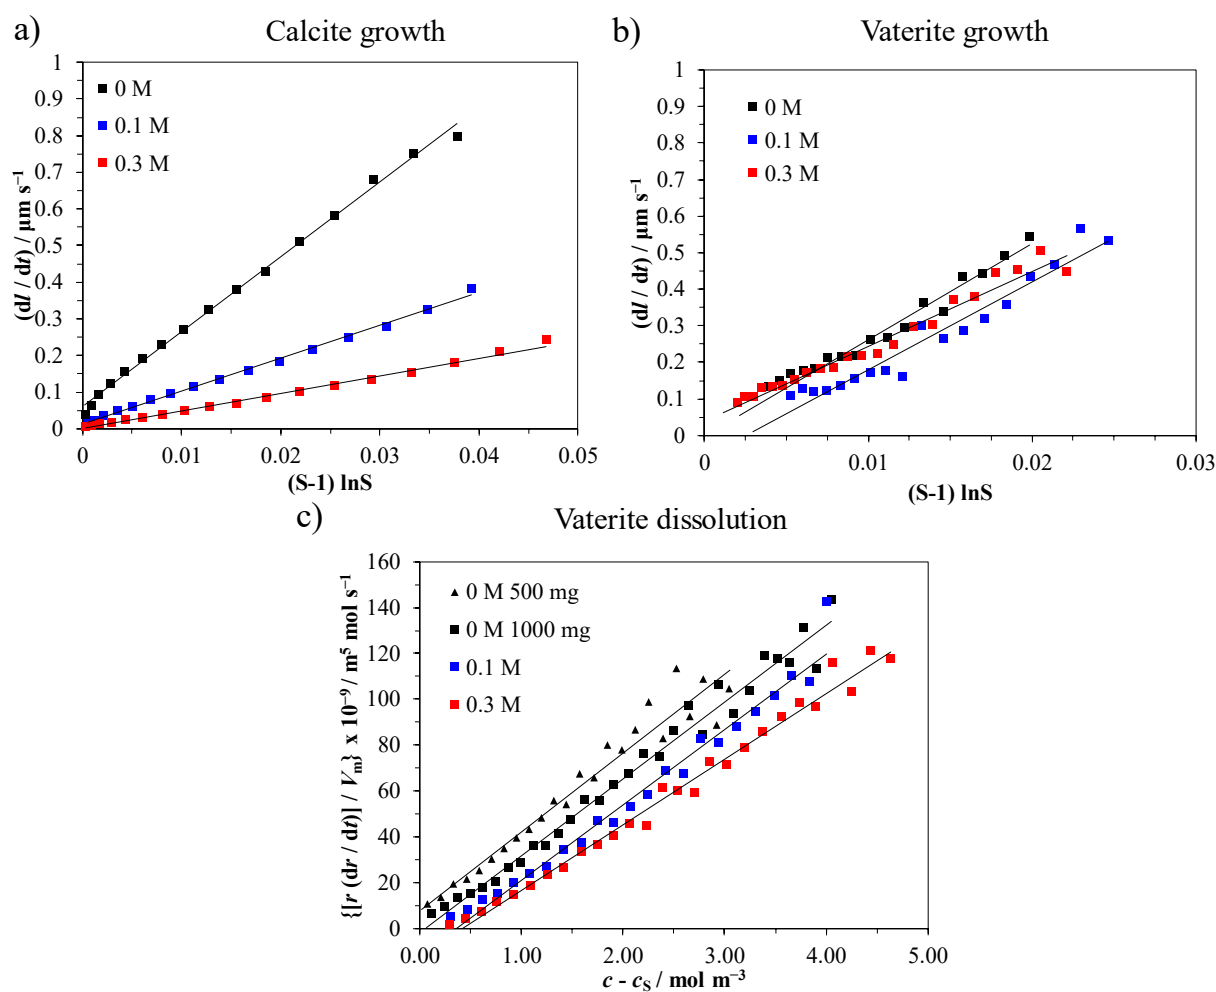 a) Calcite growth
1
0.9
0.8
0.7
0.6
0.5
0.4
0.3
0.2
0.1
0
(dl / dt) / μm s⁻¹
0 M
0.1 M
0.3 M
0 0.01 0.02 0.03 0.04 0.05
(S-1) lnS
b) Vaterite growth
1
0.9
0.8
0.7
0.6
0.5
0.4
0.3
0.2
0.1
0
(dl / dt) / μm s⁻¹
0 M
0.1 M
0.3 M
0 0.01 0.02 0.03
(S-1) lnS
c) Vaterite dissolution
160
140
120
100
80
60
40
20
0
{[r (dr / dt)] / Vₘ} x 10⁻⁹ / m⁵ mol s⁻¹
0 M 500 mg
0 M 1000 mg
0.1 M
0.3 M
0.00 1.00 2.00 3.00 4.00 5.00
c - cS / mol m⁻³